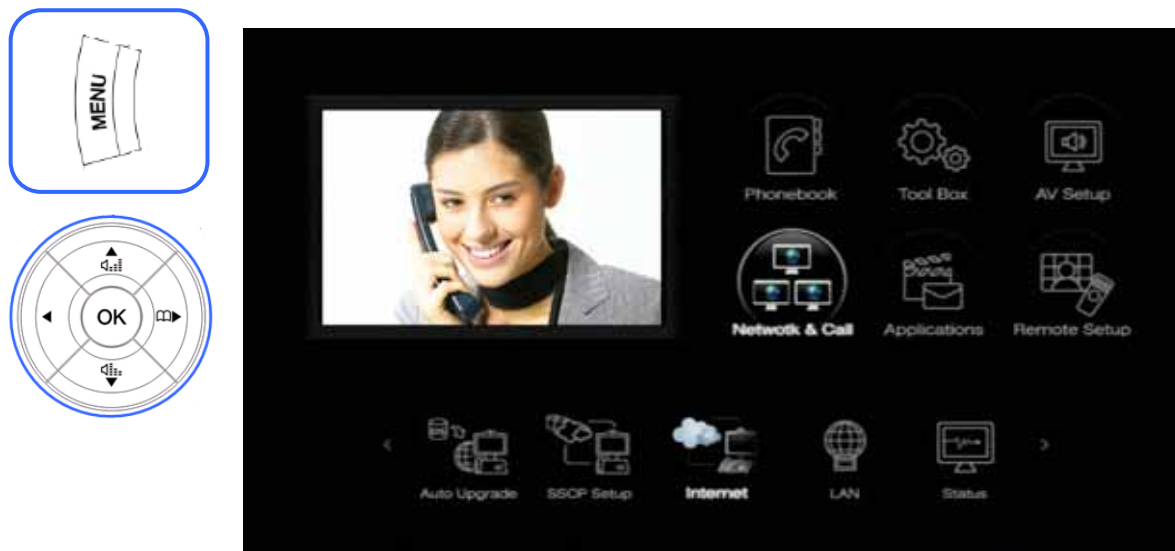 MENU
OK
Phonebook
Tool Box
AV Setup
Netwotk & Call
Applications
Remote Setup
Auto Upgrade
SSCP Setup
Internet
LAN
Status